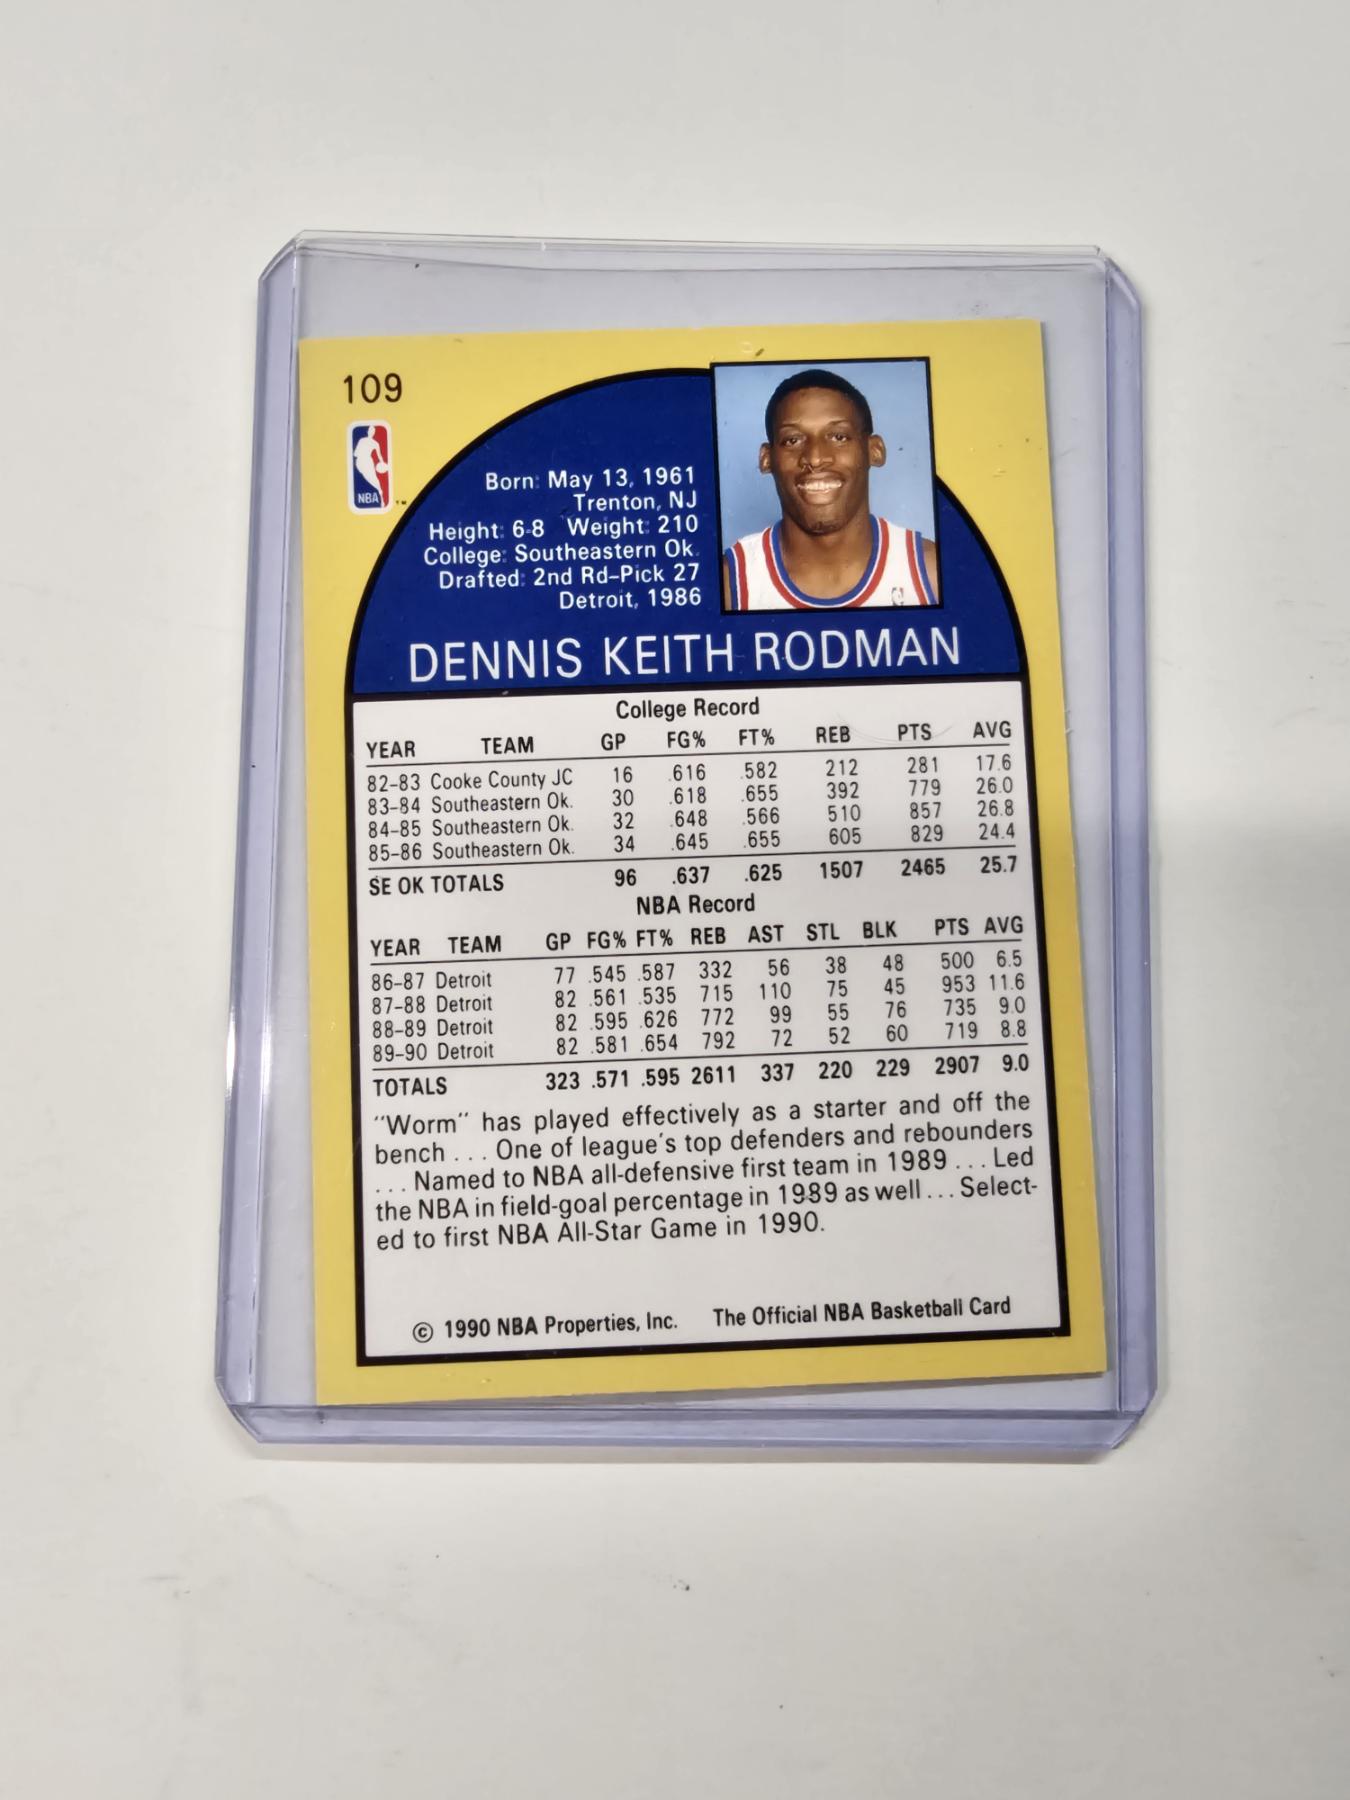 109
NBA
TM
Born: May 13, 1961
Trenton, NJ
Height: 6-8 Weight: 210
College: Southeastern Ok.
Drafted: 2nd Rd–Pick 27
Detroit, 1986
DENNIS KEITH RODMAN
College Record
YEAR TEAM GP FG% FT% REB PTS AVG
82–83 Cooke County JC 16 .616 .582 212 281 17.6
83–84 Southeastern Ok. 30 .618 .655 392 779 26.0
84–85 Southeastern Ok. 32 .648 .566 510 857 26.8
85–86 Southeastern Ok. 34 .645 .655 605 829 24.4
SE OK TOTALS 96 .637 .625 1507 2465 25.7
NBA Record
YEAR TEAM GP FG% FT% REB AST STL BLK PTS AVG
86–87 Detroit 77 .545 .587 332 56 38 48 500 6.5
87–88 Detroit 82 .561 .535 715 110 75 45 953 11.6
88–89 Detroit 82 .595 .626 772 99 55 76 735 9.0
89–90 Detroit 82 .581 .654 792 72 52 60 719 8.8
TOTALS 323 .571 .595 2611 337 220 229 2907 9.0
"Worm" has played effectively as a starter and off the
bench . . . One of league's top defenders and rebounders
. . . Named to NBA all-defensive first team in 1989 . . . Led
the NBA in field-goal percentage in 1989 as well . . . Select-
ed to first NBA All-Star Game in 1990.
© 1990 NBA Properties, Inc. The Official NBA Basketball Card